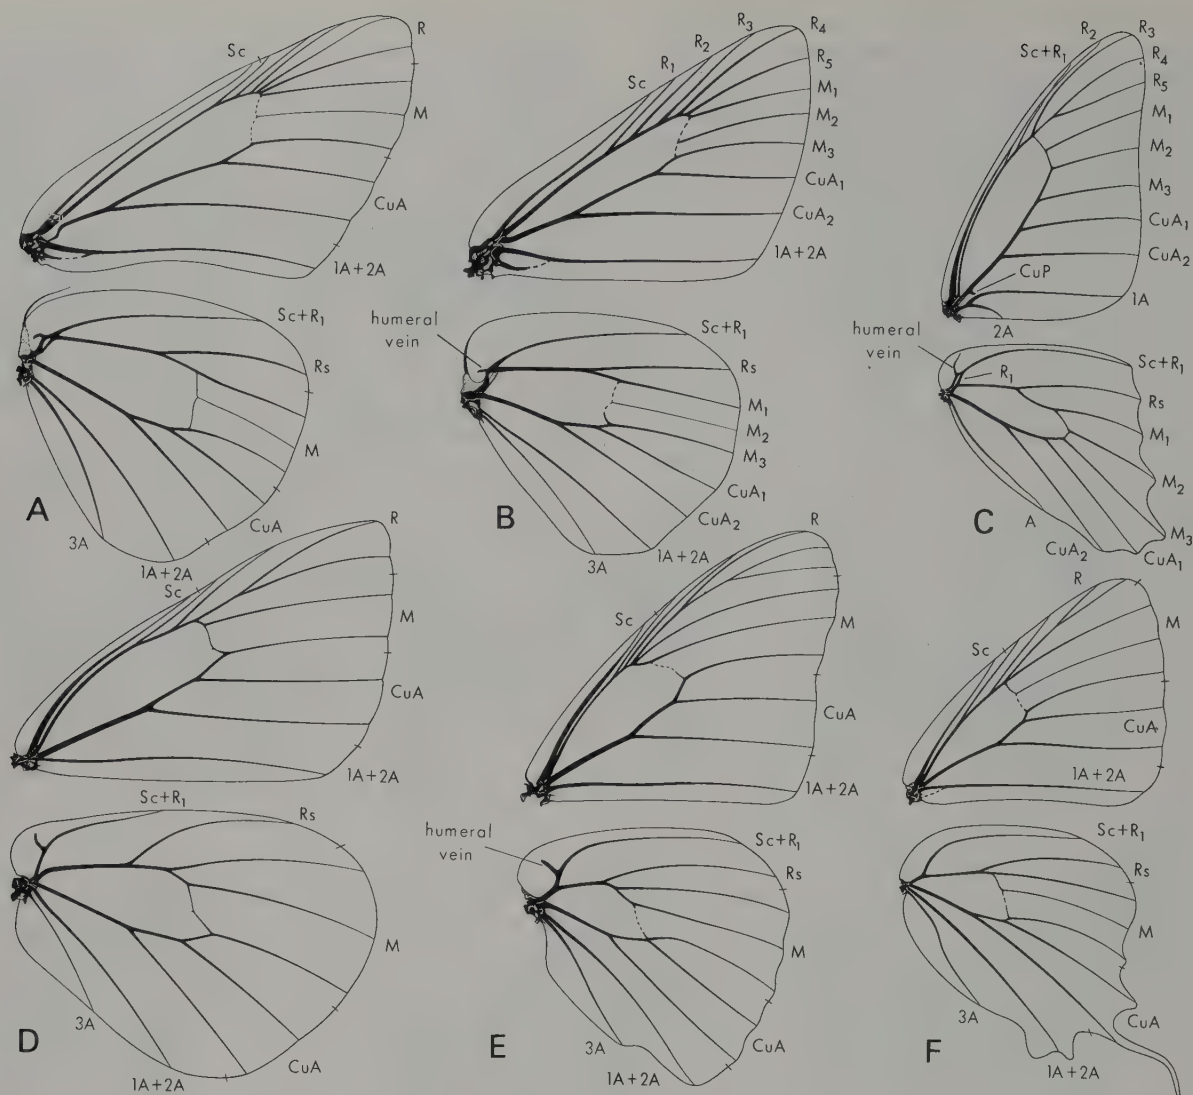 Sc
R
M
CuA
1A+2A
Sc+R1
Rs
M
CuA
1A+2A
3A
A
Sc
R1
R2
R3
R4
R5
M1
M2
M3
CuA1
CuA2
1A+2A
humeral
vein
Sc+R1
Rs
M1
M2
M3
CuA1
CuA2
1A+2A
3A
B
Sc+R1
R2
R3
R4
R5
M1
M2
M3
CuA1
CuA2
CuP
1A
2A
humeral
vein
R1
Sc+R1
Rs
M1
M2
M3
CuA1
CuA2
A
C
Sc
R
M
CuA
1A+2A
Sc+R1
Rs
M
CuA
1A+2A
3A
D
Sc
R
M
CuA
1A+2A
humeral
vein
Sc+R1
Rs
M
CuA
1A+2A
3A
E
Sc
R
M
CuA
1A+2A
Sc+R1
Rs
M
CuA
1A+2A
3A
F